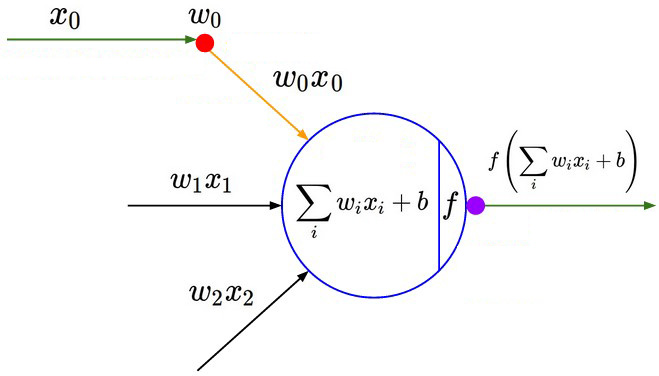 x₀
w₀
w₀x₀
w₁x₁
w₂x₂
∑ᵢ wᵢxᵢ + b
f
f(∑ᵢ wᵢxᵢ + b)